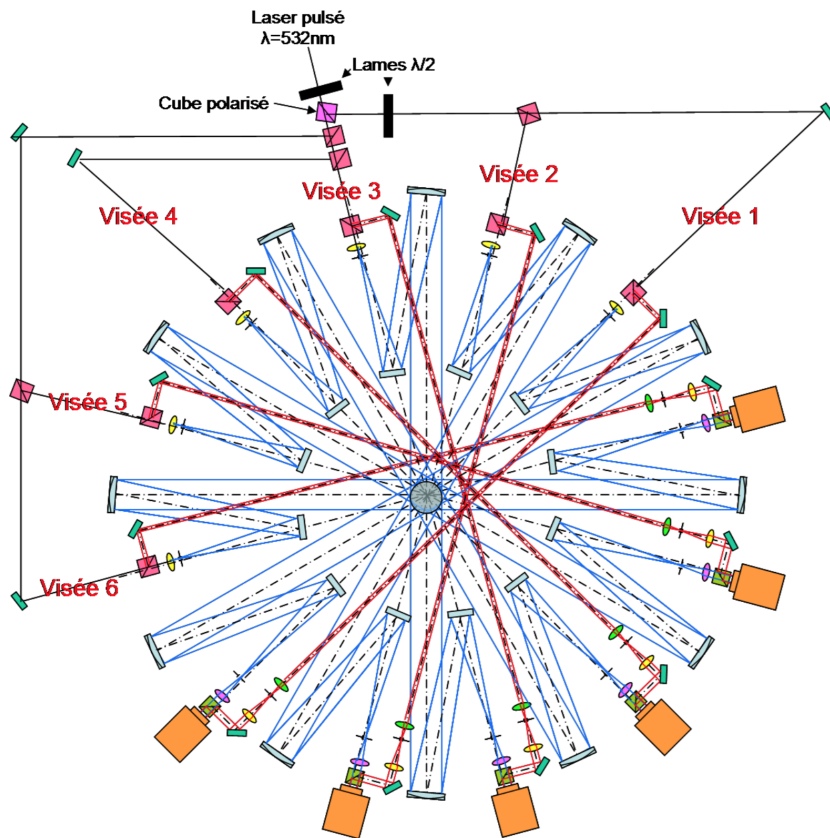 Laser pulsé
λ=532nm
Lames λ/2
Cube polarisé
Visée 3
Visée 2
Visée 4
Visée 1
Visée 5
Visée 6